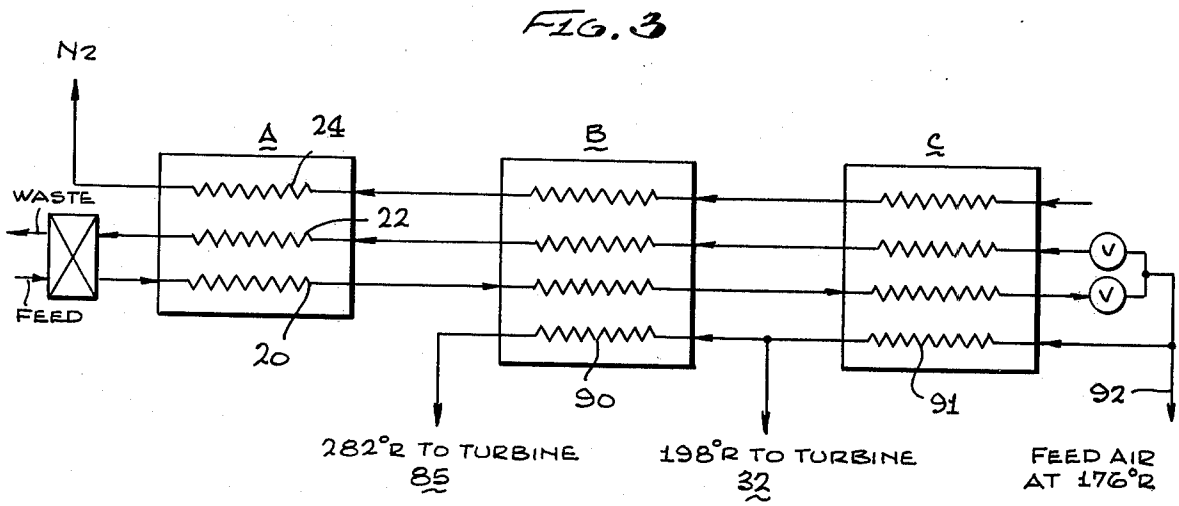 FIG. 3
N2
A
24
B
C
WASTE
22
V
V
FEED
20
90
91
92
282°R TO TURBINE
85
198°R TO TURBINE
32
FEED AIR
AT 176°R